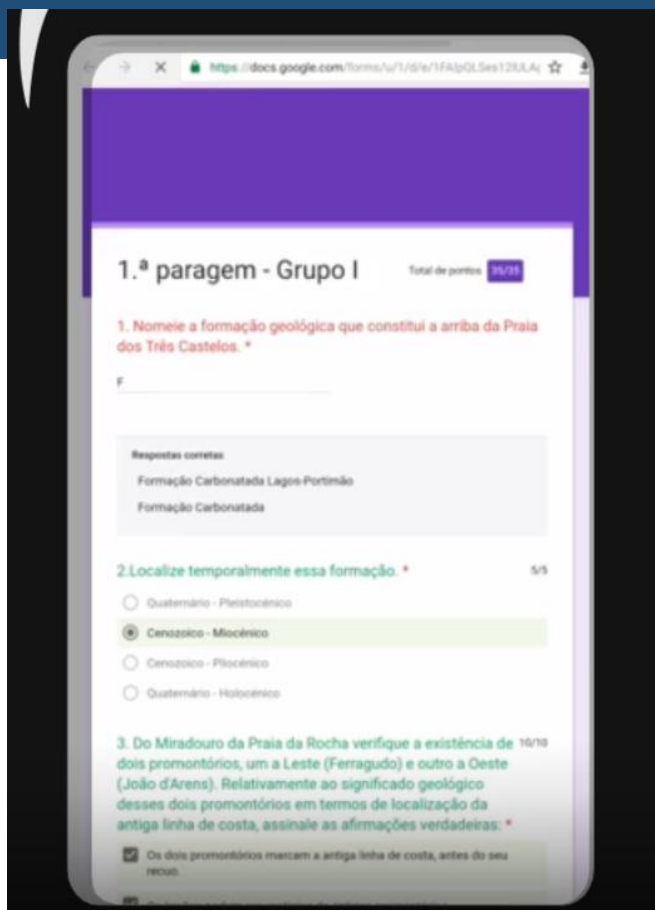 https://docs.google.com/forms/u/1/d/e/
1.ª paragem - Grupo I
Total de pontos 35/35
1. Nomeie a formação geológica que constitui a arriba da Praia
dos Três Castelos. *
F
Respostas corretas
Formação Carbonatada Lagos-Portimão
Formação Carbonatada
2.Localize temporalmente essa formação. *
5/5
Quaternário - Pleistocénico
Cenozoico - Miocénico
Cenozoico - Pliocénico
Quaternário - Holocénico
3. Do Miradouro da Praia da Rocha verifique a existência de
10/10
dois promontórios, um a Leste (Ferragudo) e outro a Oeste
(João d'Arens). Relativamente ao significado geológico
desses dois promontórios em termos de localização da
antiga linha de costa, assinale as afirmações verdadeiras: *
Os dois promontórios marcam a antiga linha de costa, antes do seu
recuo.